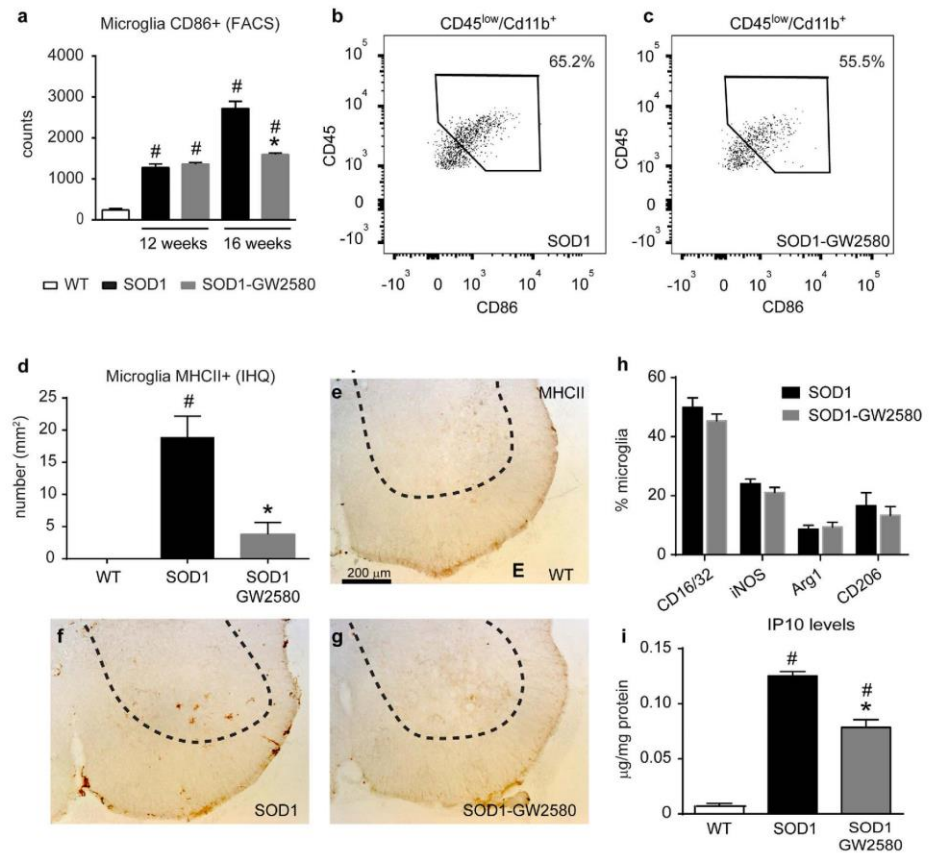 a
Microglia CD86+ (FACS)
counts
4000
3000
2000
1000
0
#
#
#
#
*
12 weeks
16 weeks
WT
SOD1
SOD1-GW2580
b
CD45low/Cd11b+
65.2%
CD45
10^5
10^4
10^3
0
-10^3
SOD1
-10^3
0
10^3
10^4
10^5
CD86
c
CD45low/Cd11b+
55.5%
CD45
10^5
10^4
10^3
0
-10^3
SOD1-GW2580
-10^3
0
10^3
10^4
10^5
CD86
d
Microglia MHCII+ (IHQ)
number (mm²)
25
20
15
10
5
0
#
*
WT
SOD1
SOD1
GW2580
e
MHCII
200 µm
E
WT
f
SOD1
g
SOD1-GW2580
h
SOD1
SOD1-GW2580
% microglia
60
40
20
0
CD16/32
iNOS
Arg1
CD206
i
IP10 levels
µg/mg protein
0.15
0.10
0.05
0
#
#
*
WT
SOD1
SOD1
GW2580